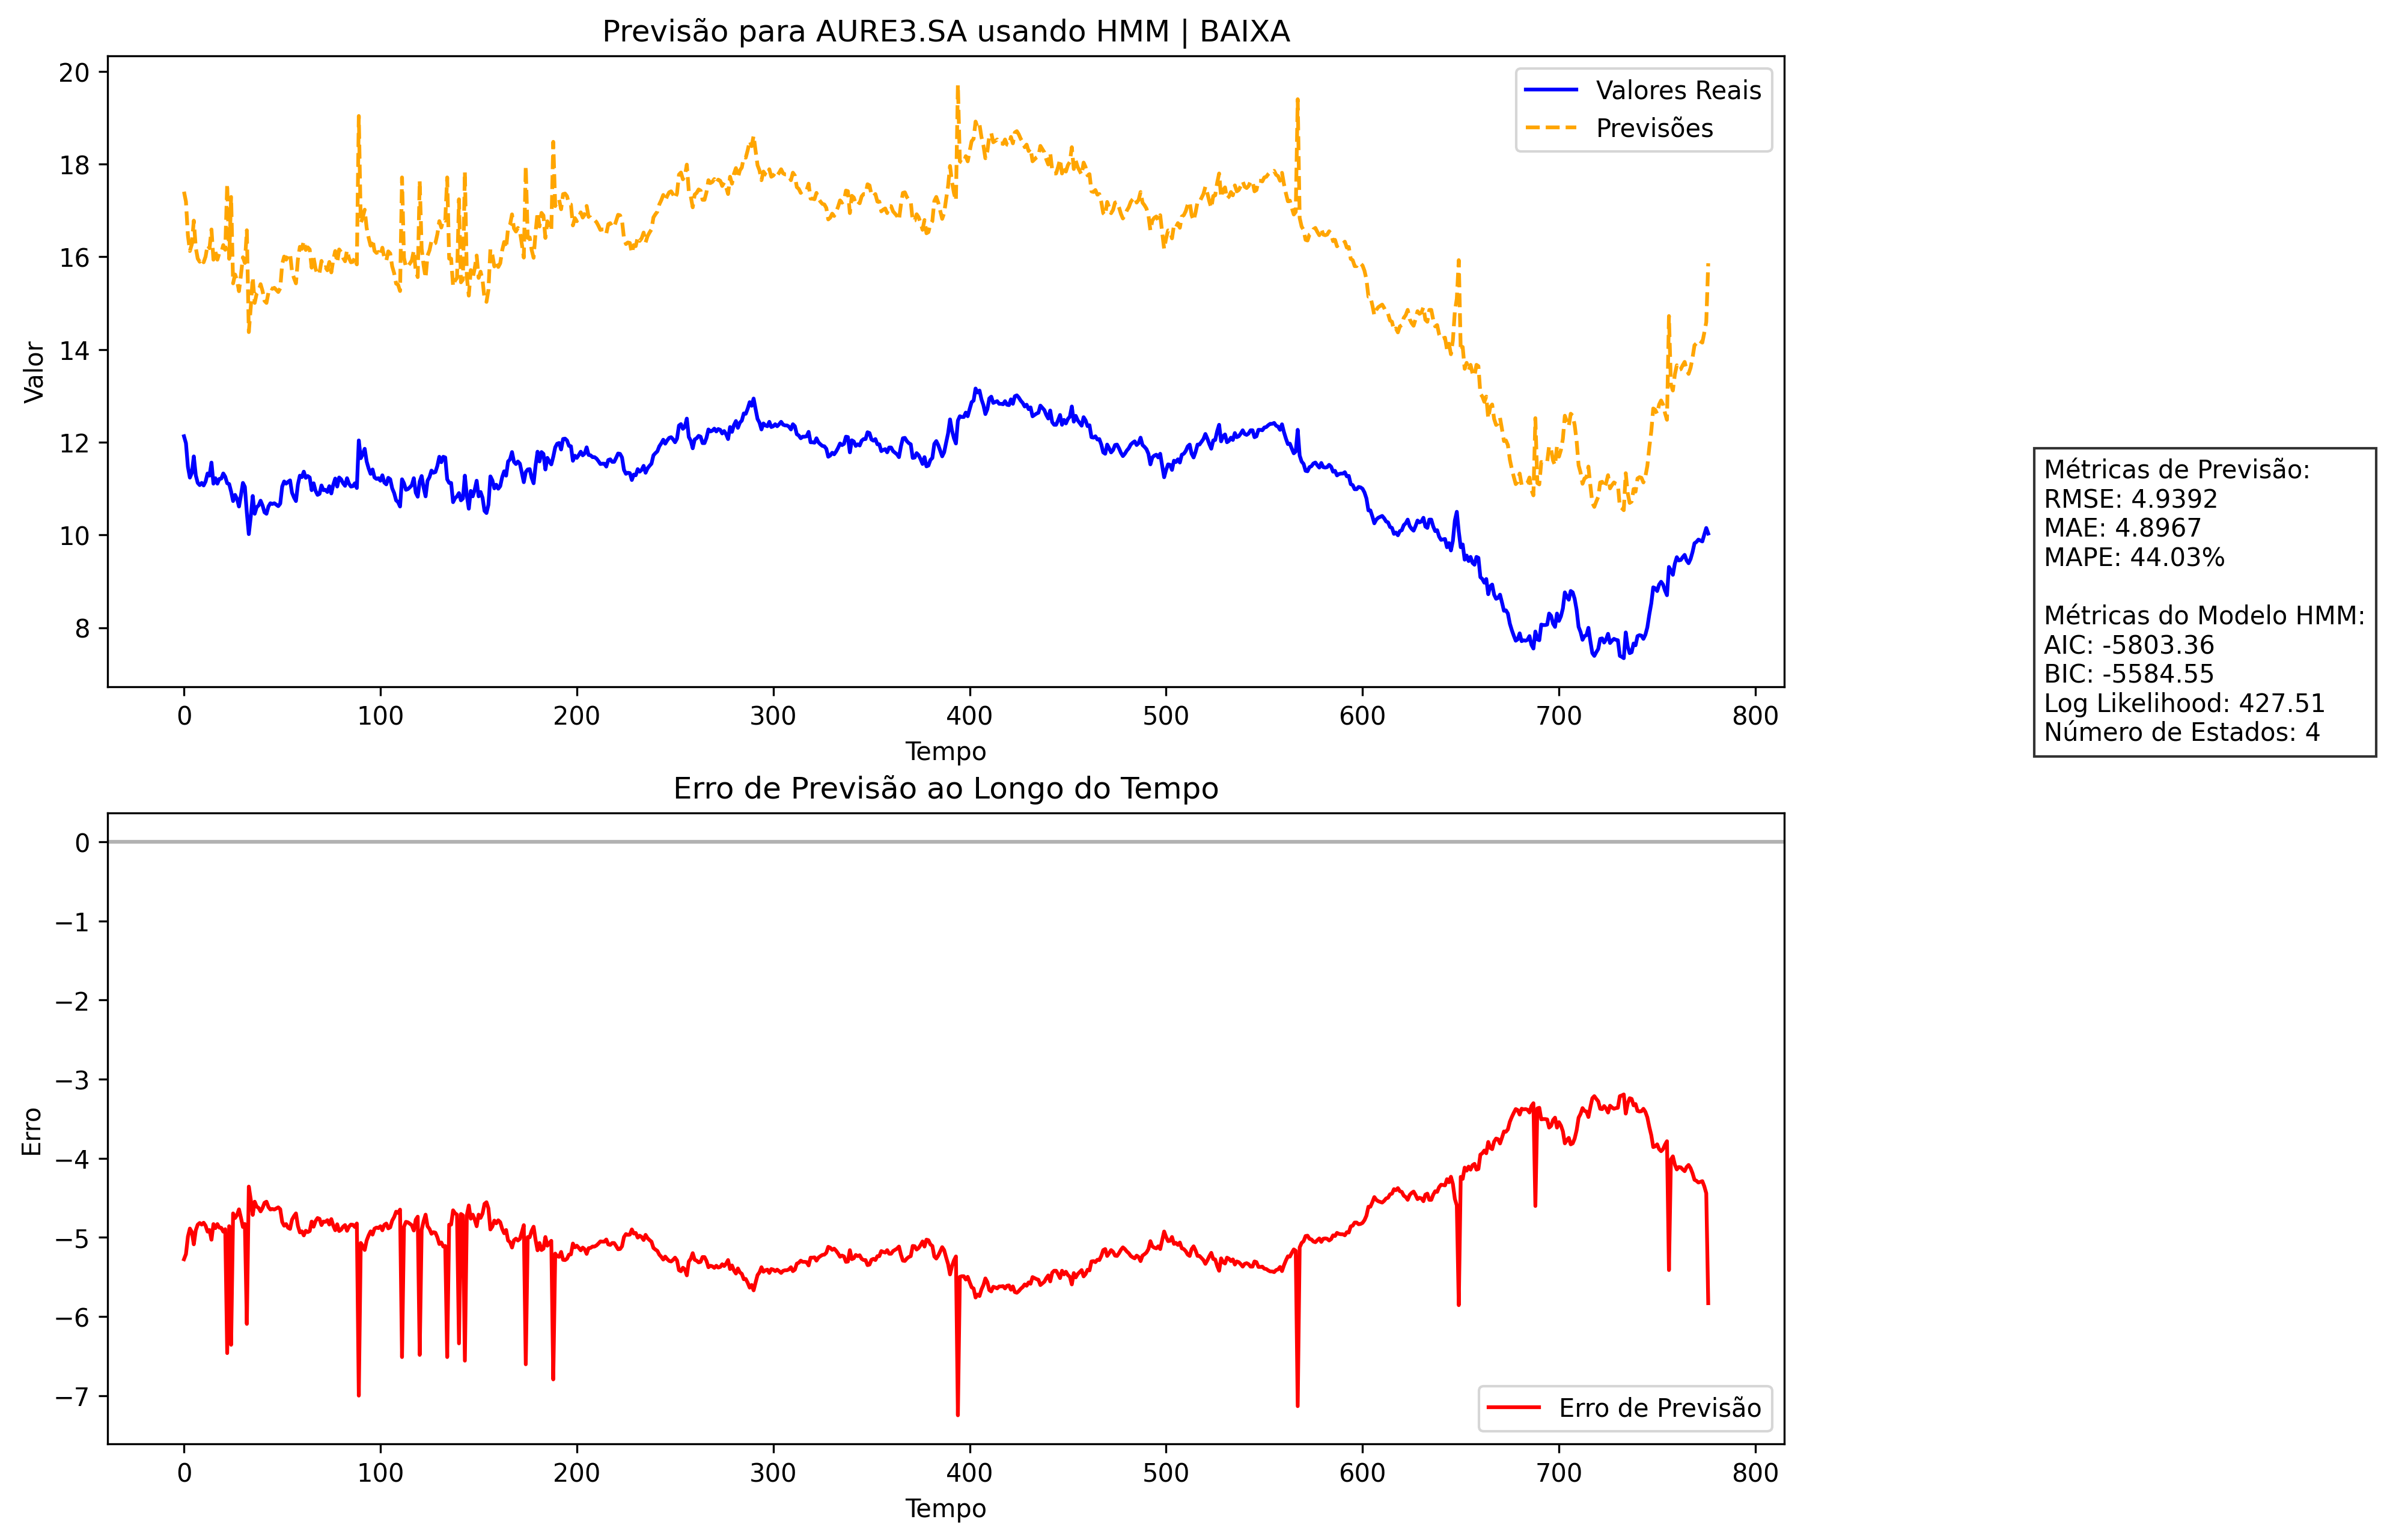 Previsão para AURE3.SA usando HMM | BAIXA
Valores Reais
Previsões
Valor
20
18
16
14
12
10
8
0 100 200 300 400 500 600 700 800
Tempo
Métricas de Previsão:
RMSE: 4.9392
MAE: 4.8967
MAPE: 44.03%
Métricas do Modelo HMM:
AIC: -5803.36
BIC: -5584.55
Log Likelihood: 427.51
Número de Estados: 4
Erro de Previsão ao Longo do Tempo
Erro
0
−1
−2
−3
−4
−5
−6
−7
Erro de Previsão
0 100 200 300 400 500 600 700 800
Tempo